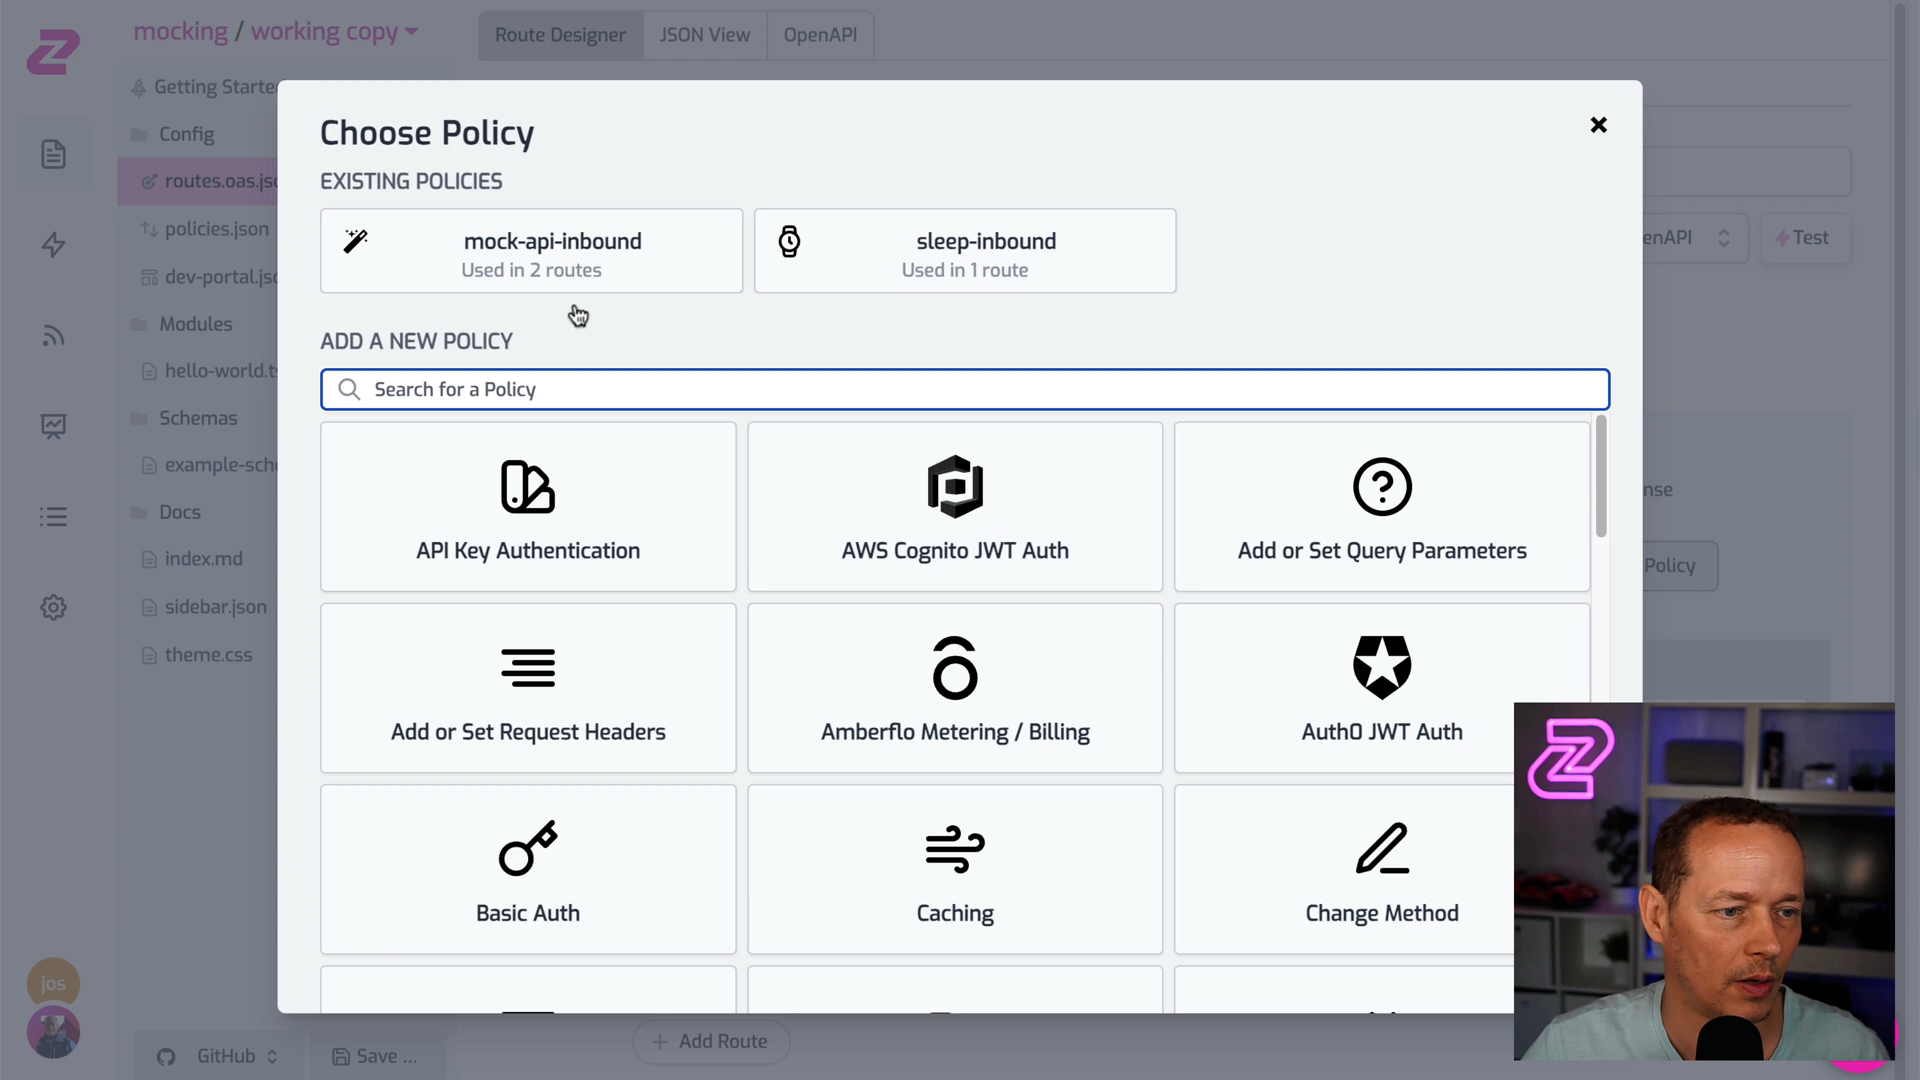 mocking / working copy
Route Designer
JSON View
OpenAPI
Getting Starte
Config
routes.oas.jso
policies.json
dev-portal.jso
Modules
hello-world.ts
Schemas
example-sche
Docs
index.md
sidebar.json
theme.css
jos
GitHub
Save ...
Choose Policy
EXISTING POLICIES
mock-api-inbound
Used in 2 routes
sleep-inbound
Used in 1 route
ADD A NEW POLICY
Search for a Policy
API Key Authentication
AWS Cognito JWT Auth
Add or Set Query Parameters
Add or Set Request Headers
Amberflo Metering / Billing
Auth0 JWT Auth
Basic Auth
Caching
Change Method
enAPI
Test
nse
Policy
Add Route